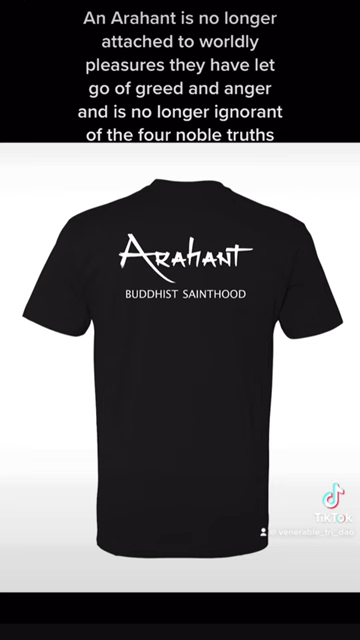 An Arahant is no longer
attached to worldly
pleasures they have let
go of greed and anger
and is no longer ignorant
of the four noble truths
ARAHANT
BUDDHIST SAINTHOOD
TikTok
@ venerable_tri_dao